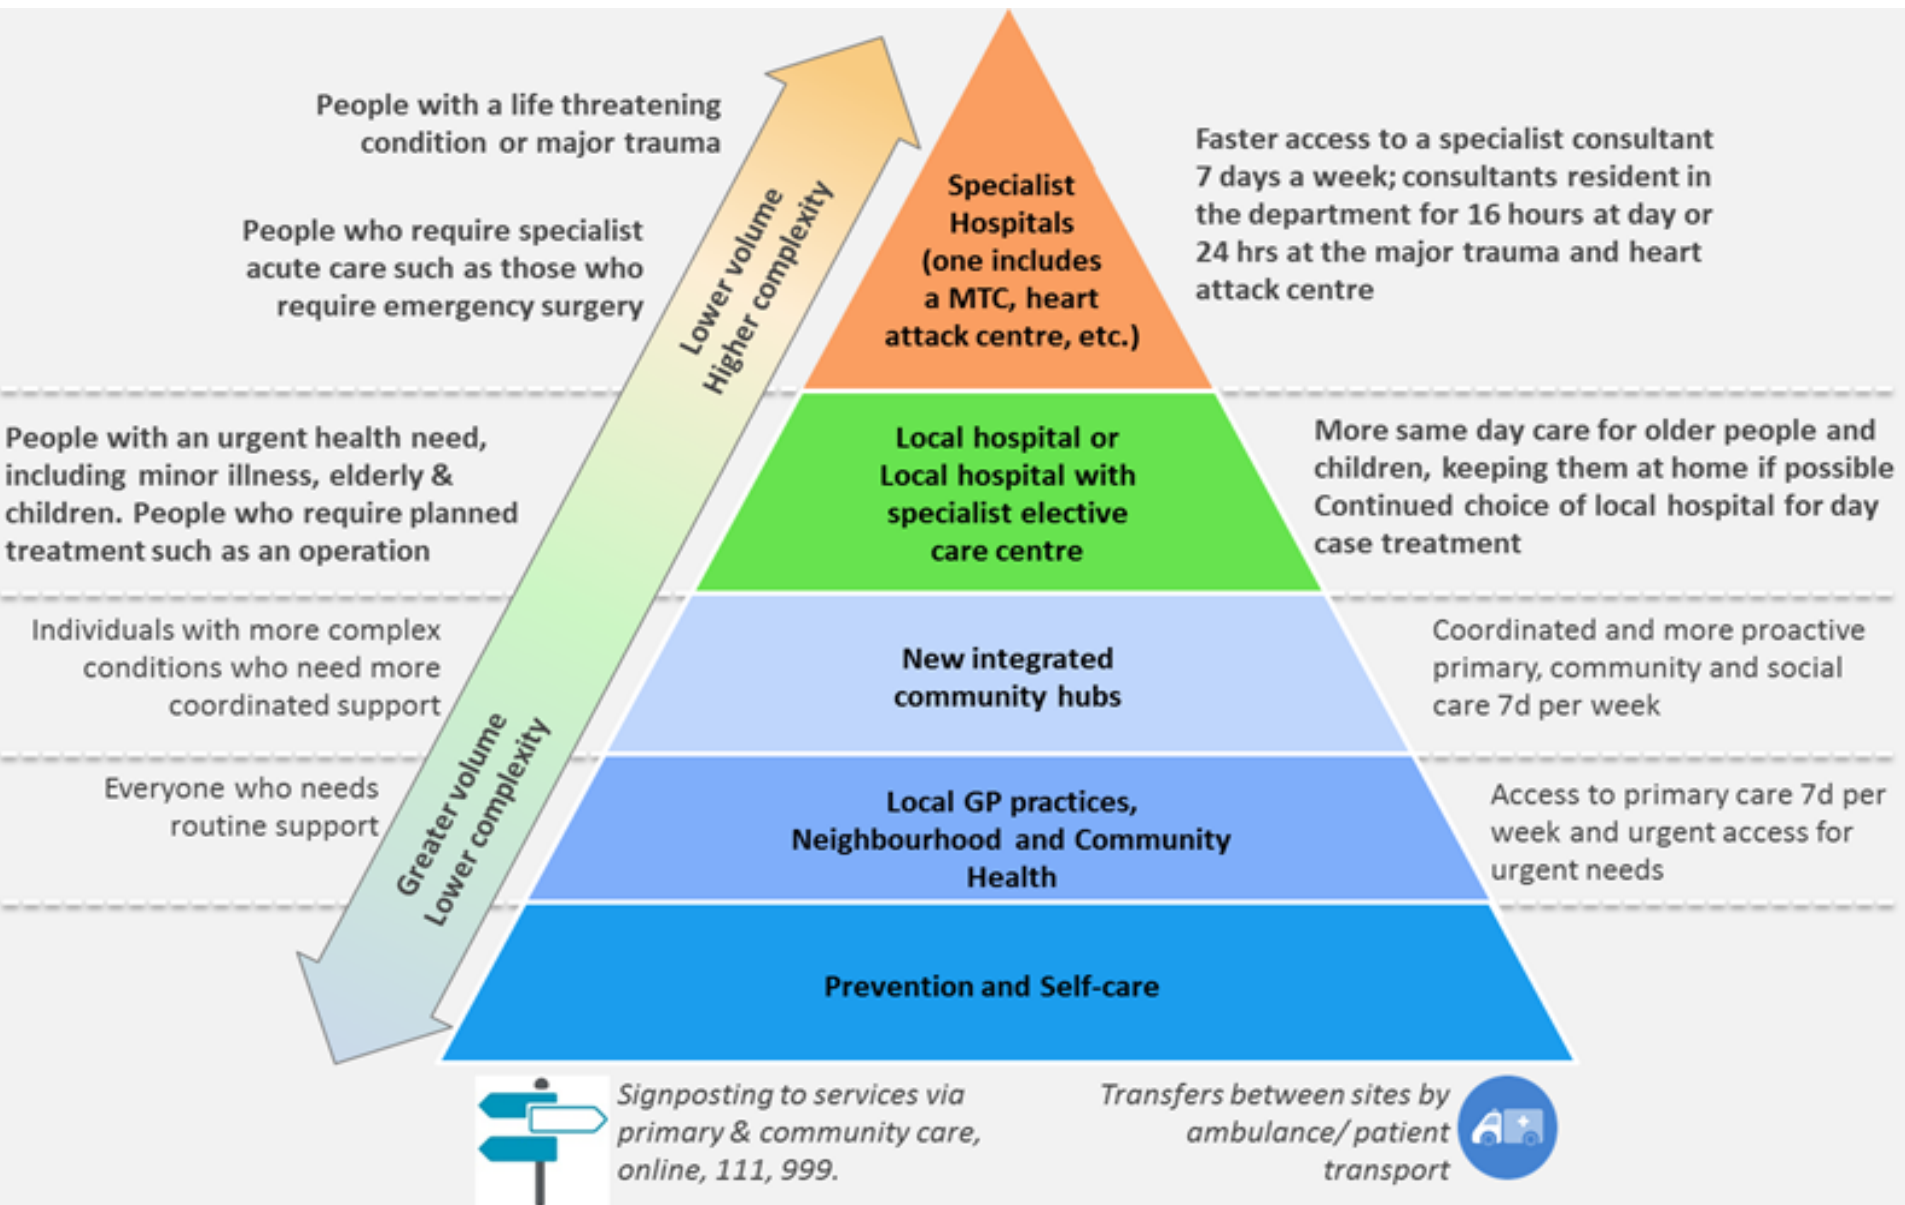 People with a life threatening
condition or major trauma
People who require specialist
acute care such as those who
require emergency surgery
Lower volume
Higher complexity
Specialist
Hospitals
(one includes
a MTC, heart
attack centre, etc.)
Faster access to a specialist consultant
7 days a week; consultants resident in
the department for 16 hours at day or
24 hrs at the major trauma and heart
attack centre
People with an urgent health need,
including minor illness, elderly &
children. People who require planned
treatment such as an operation
Local hospital or
Local hospital with
specialist elective
care centre
More same day care for older people and
children, keeping them at home if possible
Continued choice of local hospital for day
case treatment
Individuals with more complex
conditions who need more
coordinated support
New integrated
community hubs
Coordinated and more proactive
primary, community and social
care 7d per week
Everyone who needs
routine support
Greater volume
Lower complexity
Local GP practices,
Neighbourhood and Community
Health
Access to primary care 7d per
week and urgent access for
urgent needs
Prevention and Self-care
Signposting to services via
primary & community care,
online, 111, 999.
Transfers between sites by
ambulance/ patient
transport